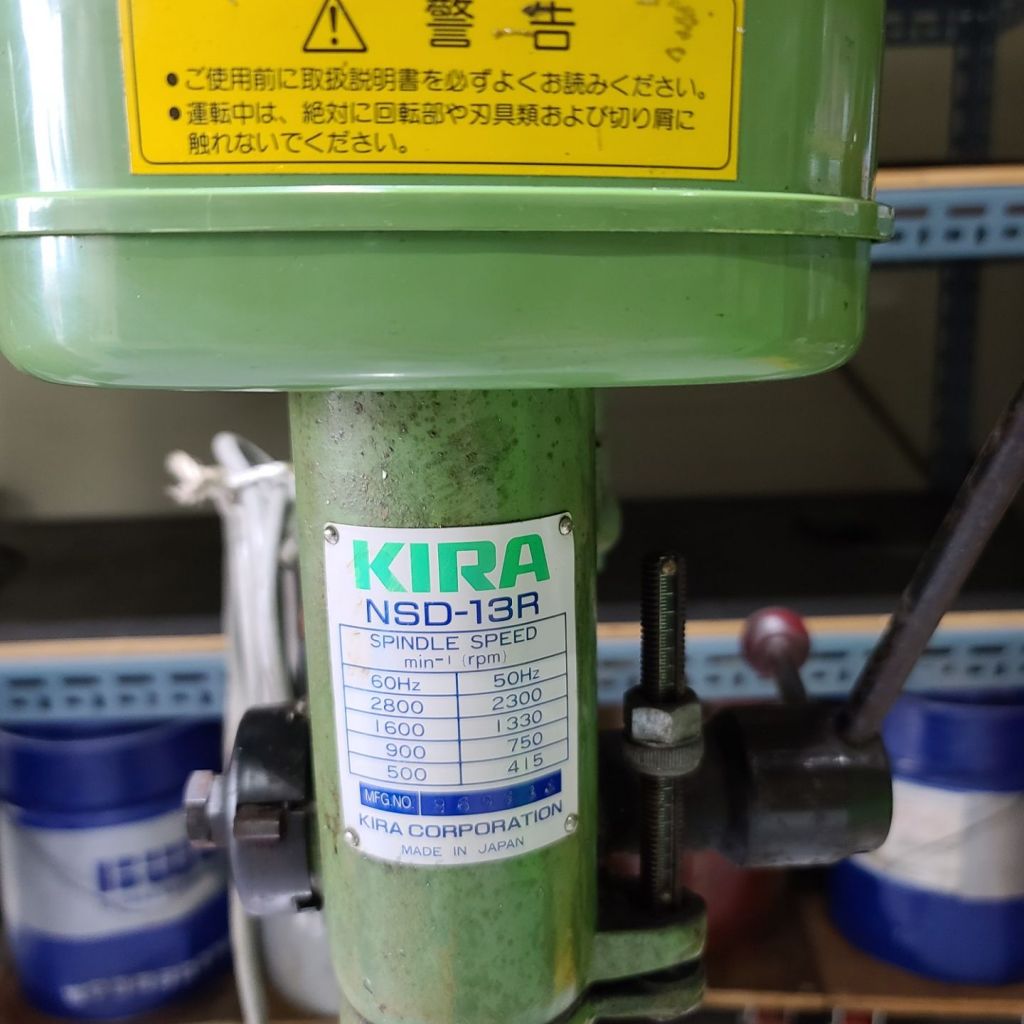 警告
●ご使用前に取扱説明書を必ずよくお読みください。
●運転中は、絶対に回転部や刃具類および切り屑に
触れないでください。
KIRA
NSD-13R
SPINDLE SPEED
min⁻¹ (rpm)
60Hz 50Hz
2800 2300
1600 1330
900 750
500 415
MFG.NO.
KIRA CORPORATION
MADE IN JAPAN